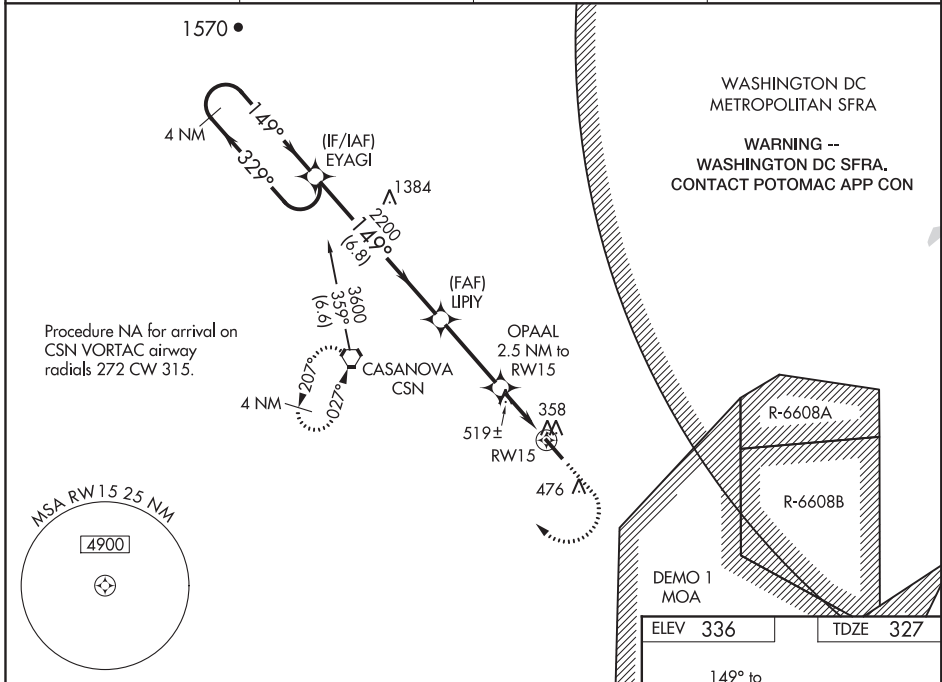 1570
WASHINGTON DC
METROPOLITAN SFRA
WARNING --
WASHINGTON DC SFRA.
CONTACT POTOMAC APP CON
4 NM
149°
329°
(IF/IAF)
EYAGI
1384
2200
149°
(6.8)
(FAF)
LIPIY
3600
359°
(6.6)
Procedure NA for arrival on
CSN VORTAC airway
radials 272 CW 315.
OPAAL
2.5 NM to
RW15
CASANOVA
CSN
207°
027°
4 NM
358
519±
RW15
476
R-6608A
R-6608B
MSA RW15 25 NM
4900
DEMO 1
MOA
ELEV 336
TDZE 327
149° to